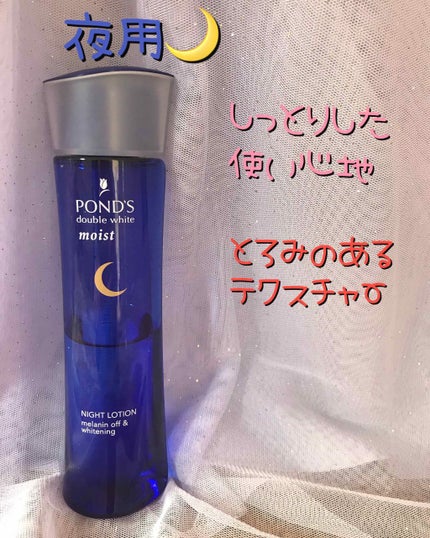 夜用🌙
しっとりした
使い心地
とろみのある
テクスチャ♉
POND'S
double white
moist
NIGHT LOTION
melanin off &
whitening